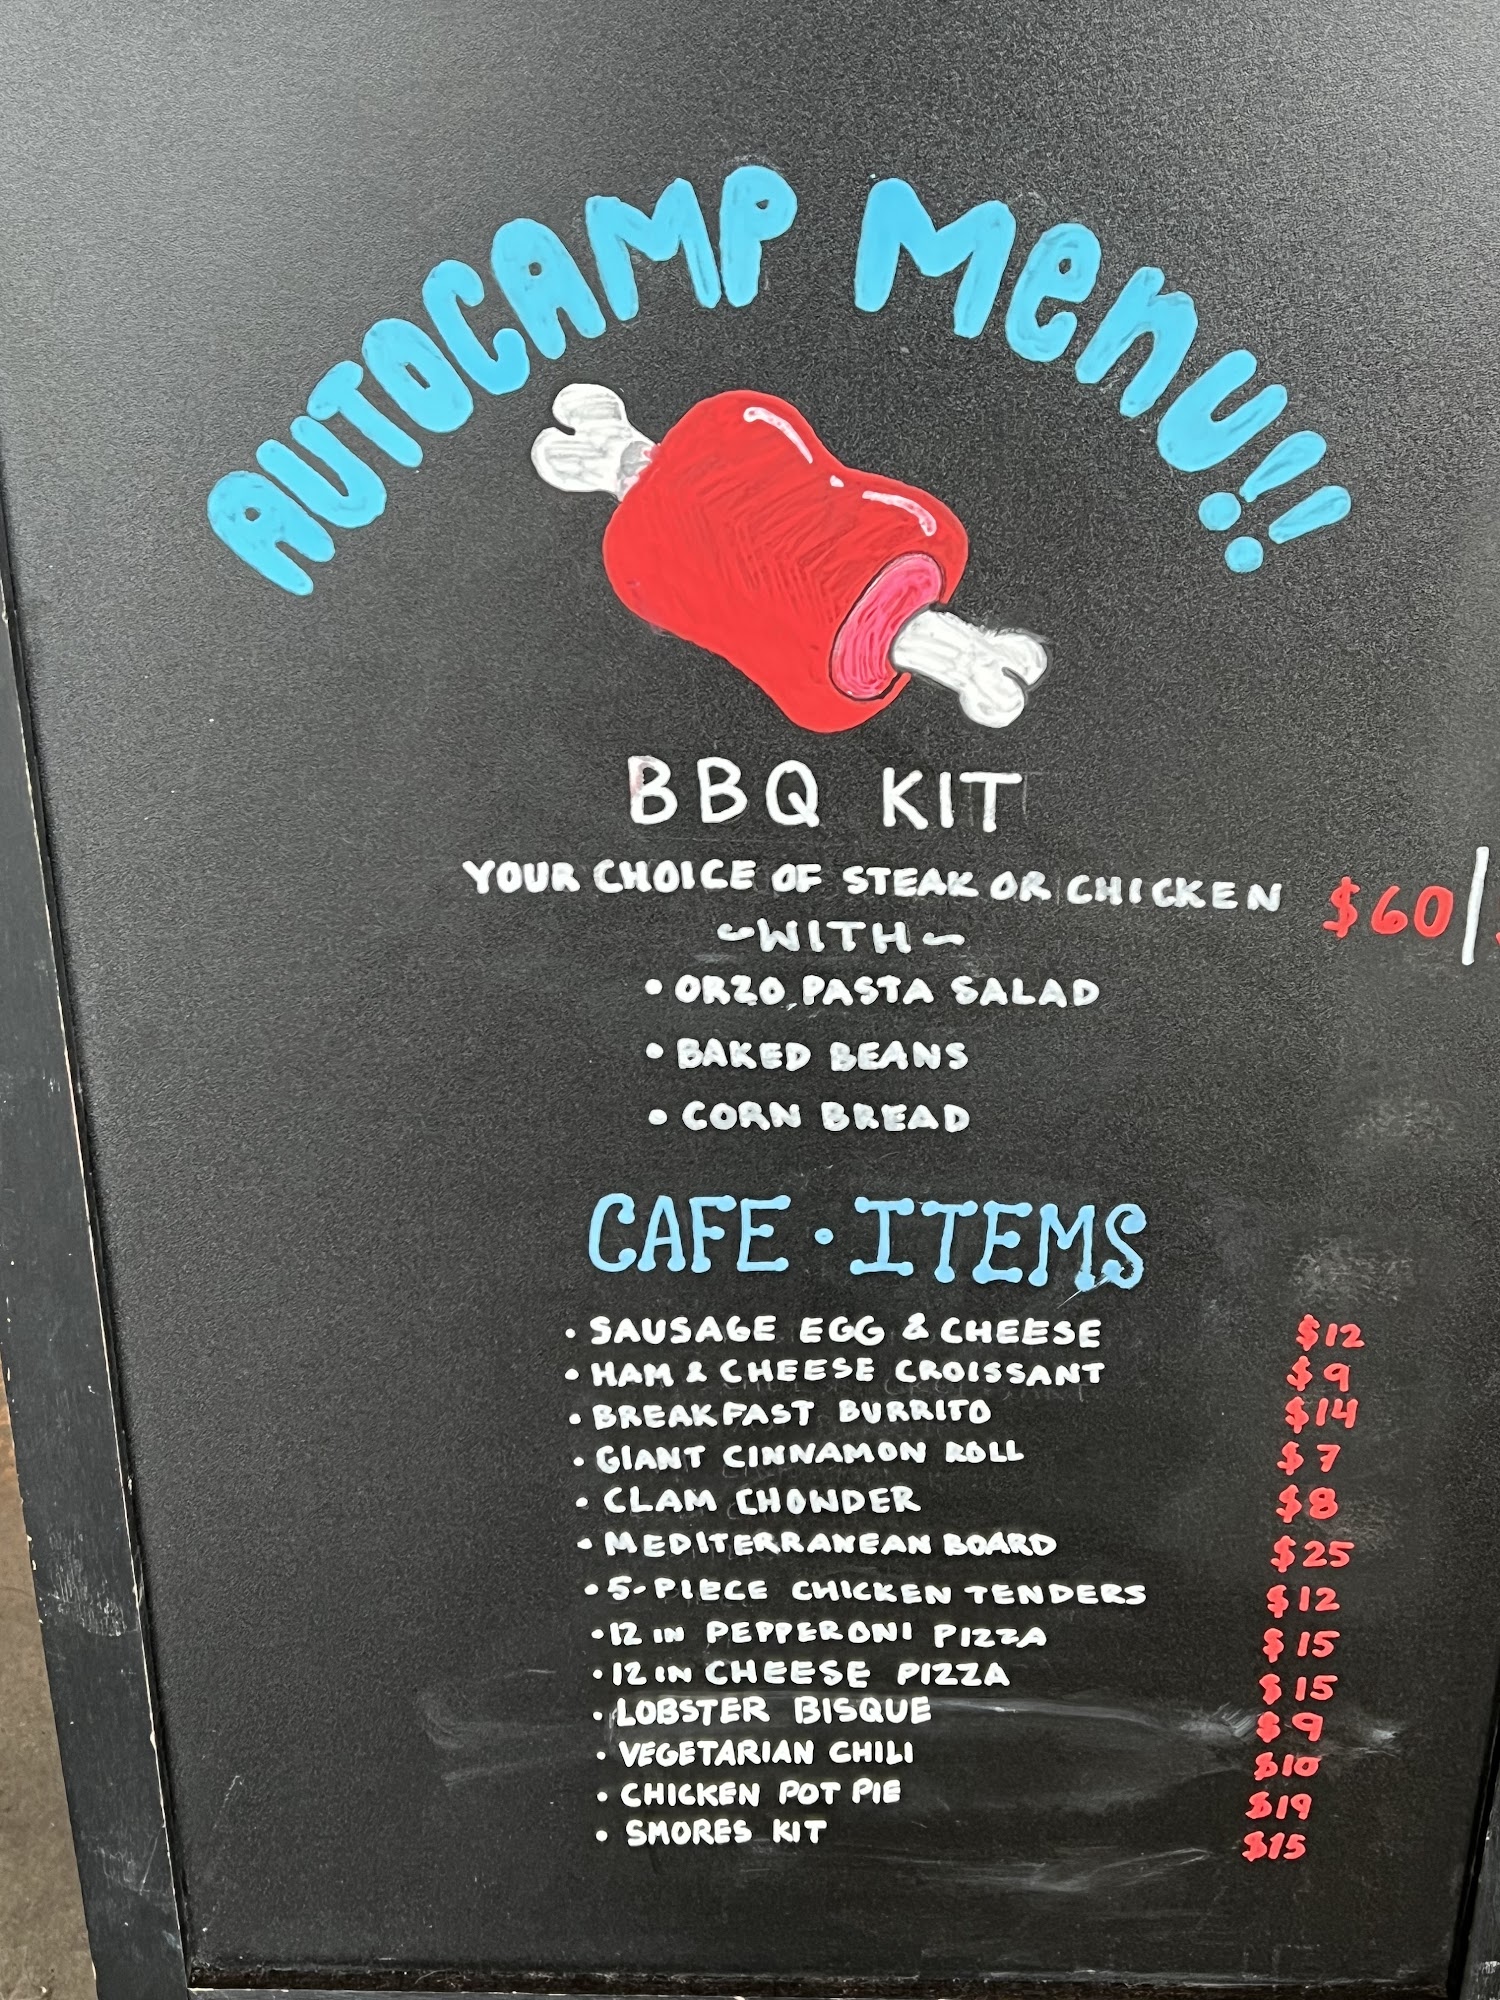 AUTOCAMP MENU!!
BBQ KIT
YOUR CHOICE OF STEAK OR CHICKEN $60/
~WITH~
• ORZO PASTA SALAD
• BAKED BEANS
• CORN BREAD
CAFE · ITEMS
• SAUSAGE EGG & CHEESE $12
• HAM & CHEESE CROISSANT $9
• BREAKFAST BURRITO $14
• GIANT CINNAMON ROLL $7
• CLAM CHOWDER $8
• MEDITERRANEAN BOARD $25
• 5-PIECE CHICKEN TENDERS $12
• 12 IN PEPPERONI PIZZA $15
• 12 IN CHEESE PIZZA $15
• LOBSTER BISQUE $9
• VEGETARIAN CHILI $10
• CHICKEN POT PIE $19
• SMORES KIT $15